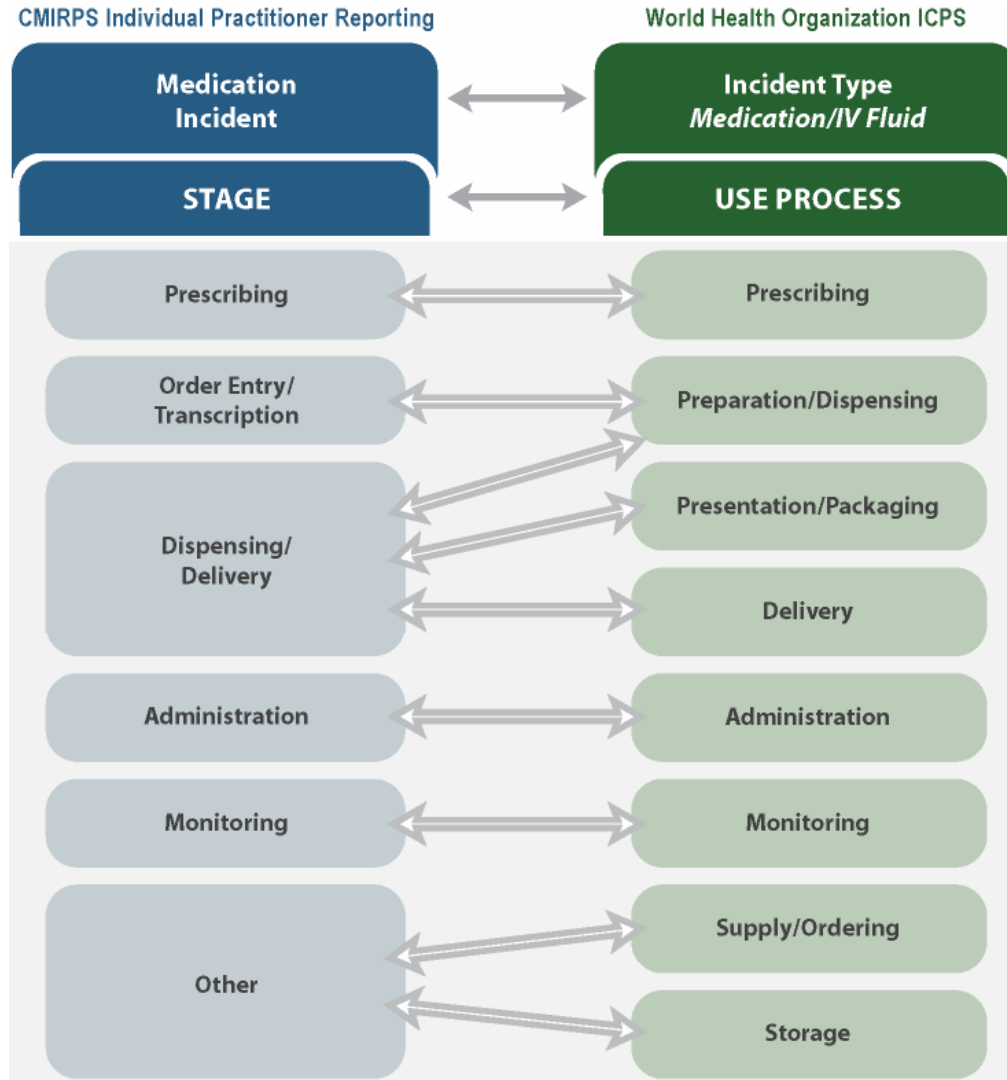 CMIRPS Individual Practitioner Reporting
World Health Organization ICPS
Medication
Incident
Incident Type
Medication/IV Fluid
STAGE
USE PROCESS
Prescribing
Prescribing
Order Entry/
Transcription
Preparation/Dispensing
Dispensing/
Delivery
Presentation/Packaging
Delivery
Administration
Administration
Monitoring
Monitoring
Other
Supply/Ordering
Storage